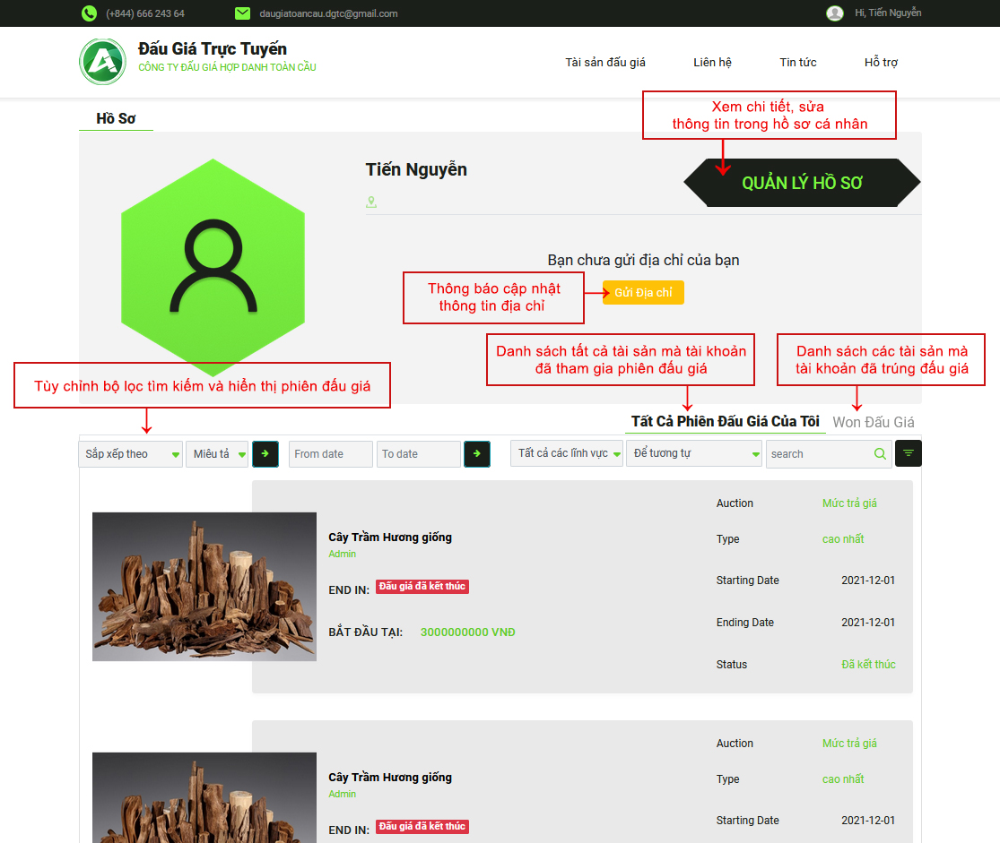 (+844) 666 243 64
daugiatoancau.dgtc@gmail.com
Hi, Tiến Nguyễn
Đấu Giá Trực Tuyến
CÔNG TY ĐẤU GIÁ HỢP DANH TOÀN CẦU
Tài sản đấu giá
Liên hệ
Tin tức
Hỗ trợ
Xem chi tiết, sửa
thông tin trong hồ sơ cá nhân
Hồ Sơ
Tiến Nguyễn
QUẢN LÝ HỒ SƠ
Bạn chưa gửi địa chỉ của bạn
Thông báo cập nhật
thông tin địa chỉ
Gửi Địa chỉ
Danh sách tất cả tài sản mà tài khoản
đã tham gia phiên đấu giá
Danh sách các tài sản mà
tài khoản đã trúng đấu giá
Tùy chỉnh bộ lọc tìm kiếm và hiển thị phiên đấu giá
Tất Cả Phiên Đấu Giá Của Tôi
Won Đấu Giá
Sắp xếp theo
Miêu tả
From date
To date
Tất cả các lĩnh vực
Để tương tự
search
Cây Trầm Hương giống
Admin
END IN: Đấu giá đã kết thúc
BẮT ĐẦU TẠI: 3000000000 VNĐ
Auction Mức trả giá
Type cao nhất
Starting Date 2021-12-01
Ending Date 2021-12-01
Status Đã kết thúc
Cây Trầm Hương giống
Admin
END IN: Đấu giá đã kết thúc
Auction Mức trả giá
Type cao nhất
Starting Date 2021-12-01